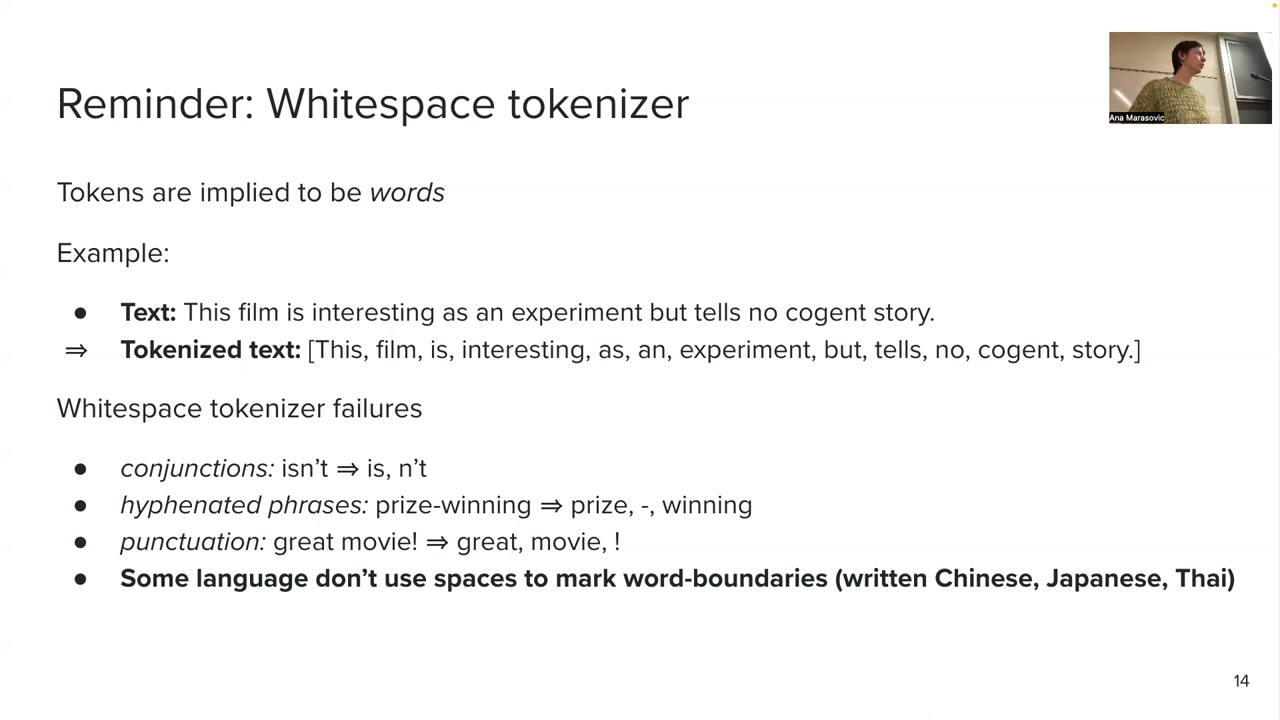 Reminder: Whitespace tokenizer
Ana Marasovic
Tokens are implied to be words
Example:
● Text: This film is interesting as an experiment but tells no cogent story.
⇒ Tokenized text: [This, film, is, interesting, as, an, experiment, but, tells, no, cogent, story.]
Whitespace tokenizer failures
● conjunctions: isn’t ⇒ is, n’t
● hyphenated phrases: prize-winning ⇒ prize, -, winning
● punctuation: great movie! ⇒ great, movie, !
● Some language don’t use spaces to mark word-boundaries (written Chinese, Japanese, Thai)
14